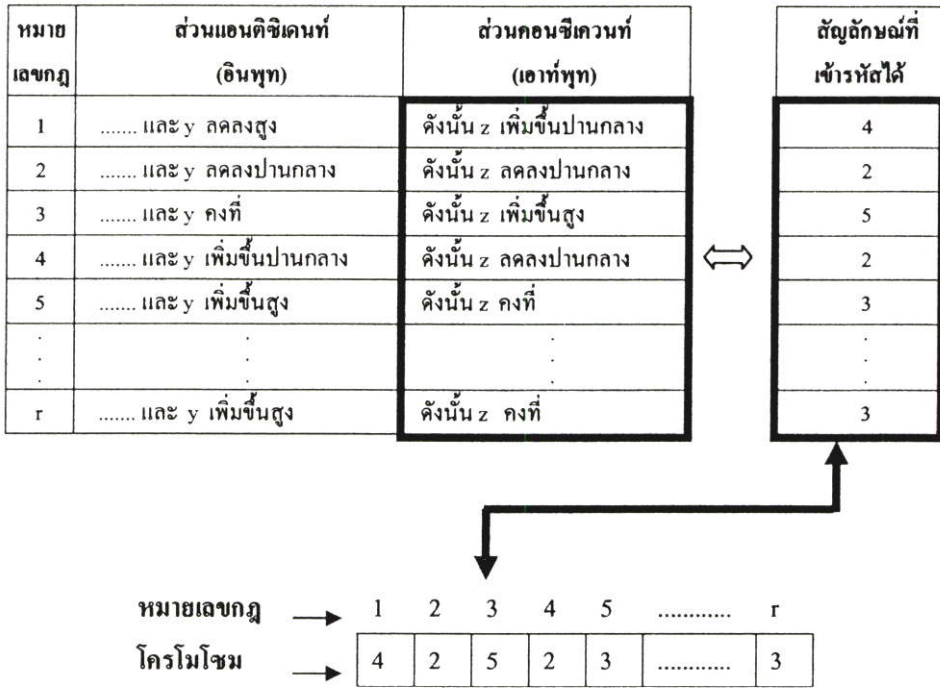 หมาย ส่วนแอนติซิเดนท์ ส่วนคอนซีเควนท์ สัญลักษณ์ที่
เลขกฎ (อินพุท) (เอาท์พุท) เข้ารหัสได้
1 ....... และ y ลดลงสูง ดังนั้น z เพิ่มขึ้นปานกลาง 4
2 ....... และ y ลดลงปานกลาง ดังนั้น z ลดลงปานกลาง 2
3 ....... และ y คงที่ ดังนั้น z เพิ่มขึ้นสูง 5
4 ....... และ y เพิ่มขึ้นปานกลาง ดังนั้น z ลดลงปานกลาง 2
5 ....... และ y เพิ่มขึ้นสูง ดังนั้น z คงที่ 3
. . . .
. . . .
. . . .
r ....... และ y เพิ่มขึ้นสูง ดังนั้น z คงที่ 3
หมายเลขกฎ 1 2 3 4 5 ............ r
โครโมโซม 4 2 5 2 3 ............ 3